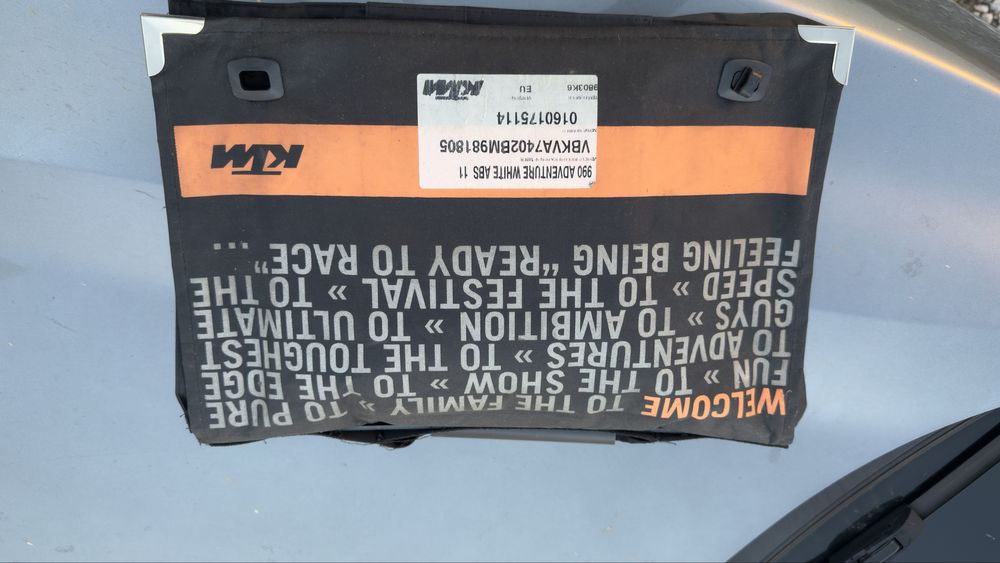 WELCOME TO THE FAMILY » TO PURE
FUN » TO THE SHOW » TO THE EDGE
TO ADVENTURES » TO THE TOUGHEST
GUYS » TO AMBITION » TO ULTIMATE
SPEED » TO THE FESTIVAL » TO THE
FEELING BEING “READY TO RACE” ...
990 ADVENTURE WHITE ABS 11
VBKVA7402BM981805
0160175114
9803K6 EU
KTM
KTM